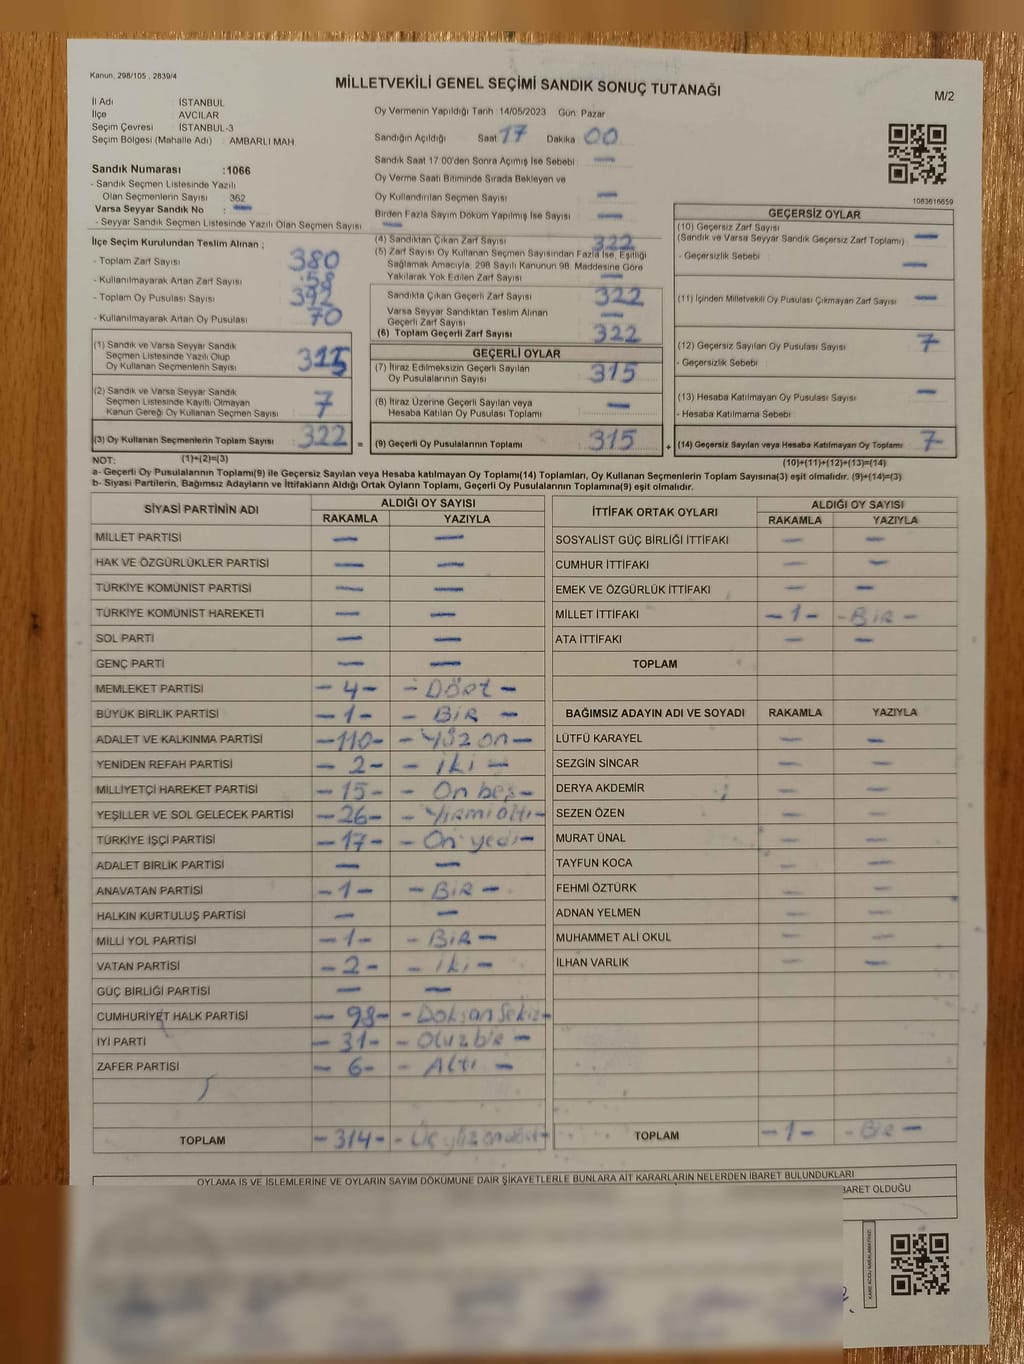 Kanun, 298/105 , 2839/4
MİLLETVEKİLİ GENEL SEÇİMİ SANDIK SONUÇ TUTANAĞI
M/2
İl Adı : İSTANBUL
İlçe : AVCILAR
Seçim Çevresi : İSTANBUL-3
Seçim Bölgesi (Mahalle Adı) : AMBARLI MAH
Oy Vermenin Yapıldığı Tarih 14/05/2023 Gün: Pazar
Sandığın Açıldığı Saat 17 Dakika 00
Sandık Saat 17.00'den Sonra Açımış İse Sebebi —
Oy Verme Saati Bitiminde Sırada Bekleyen ve
Oy Kullandırılan Seçmen Sayısı —
Birden Fazla Sayım Döküm Yapılmış İse Sayısı —
Sandık Numarası :1066
- Sandık Seçmen Listesinde Yazılı
Olan Seçmenlerin Sayısı : 362
Varsa Seyyar Sandık No : —
- Seyyar Sandık Seçmen Listesinde Yazılı Olan Seçmen Sayısı —
1083616659
İlçe Seçim Kurulundan Teslim Alınan ;
- Toplam Zarf Sayısı 380
- Kullanılmayarak Artan Zarf Sayısı 58
- Toplam Oy Pusulası Sayısı 392
- Kullanılmayarak Artan Oy Pusulası 70
(1) Sandık ve Varsa Seyyar Sandık
Seçmen Listesinde Yazılı Olup
Oy Kullanan Seçmenlerin Sayısı 315
(2) Sandık ve Varsa Seyyar Sandık
Seçmen Listesinde Kayıtlı Olmayan
Kanun Gereği Oy Kullanan Seçmen Sayısı 7
(3) Oy Kullanan Seçmenlerin Toplam Sayısı 322 =
(4) Sandıktan Çıkan Zarf Sayısı 322
(5) Zarf Sayısı Oy Kullanan Seçmen Sayısından Fazla İse, Eşitliği
Sağlamak Amacıyla, 298 Sayılı Kanunun 98. Maddesine Göre
Yakılarak Yok Edilen Zarf Sayısı —
Sandıkta Çıkan Geçerli Zarf Sayısı 322
Varsa Seyyar Sandıktan Teslim Alınan
Geçerli Zarf Sayısı —
(6) Toplam Geçerli Zarf Sayısı 322
GEÇERLİ OYLAR
(7) İtiraz Edilmeksizin Geçerli Sayılan
Oy Pusulalarının Sayısı 315
(8) İtiraz Üzerine Geçerli Sayılan veya
Hesaba Katılan Oy Pusulası Toplamı —
(9) Geçerli Oy Pusulalarının Toplamı 315 +
GEÇERSİZ OYLAR
(10) Geçersiz Zarf Sayısı
(Sandık ve Varsa Seyyar Sandık Geçersiz Zarf Toplamı) —
- Geçersizlik Sebebi —
(11) İçinden Milletvekili Oy Pusulası Çıkmayan Zarf Sayısı —
(12) Geçersiz Sayılan Oy Pusulası Sayısı 7
- Geçersizlik Sebebi
(13) Hesaba Katılmayan Oy Pusulası Sayısı —
- Hesaba Katılmama Sebebi
(14) Geçersiz Sayılan veya Hesaba Katılmayan Oy Toplamı 7
NOT: (1)+(2)=(3) (10)+(11)+(12)+(13)=(14)
a- Geçerli Oy Pusulalarının Toplamı(9) ile Geçersiz Sayılan veya Hesaba katılmayan Oy Toplamı(14) Toplamları, Oy Kullanan Seçmenlerin Toplam Sayısına(3) eşit olmalıdır. (9)+(14)=(3)
b- Siyasi Partilerin, Bağımsız Adayların ve İttifakların Aldığı Ortak Oyların Toplamı, Geçerli Oy Pusulalarının Toplamına(9) eşit olmalıdır.
SİYASİ PARTİNİN ADI ALDIĞI OY SAYISI
RAKAMLA YAZIYLA
MİLLET PARTİSİ — —
HAK VE ÖZGÜRLÜKLER PARTİSİ — —
TÜRKİYE KOMÜNİST PARTİSİ — —
TÜRKİYE KOMÜNİST HAREKETİ — —
SOL PARTİ — —
GENÇ PARTİ — —
MEMLEKET PARTİSİ -4- - Dört -
BÜYÜK BİRLİK PARTİSİ -1- - BİR -
ADALET VE KALKINMA PARTİSİ -110- - Yüz on -
YENİDEN REFAH PARTİSİ -2- - İki -
MİLLİYETÇİ HAREKET PARTİSİ -15- - On beş -
YEŞİLLER VE SOL GELECEK PARTİSİ -26- - Yirmi altı -
TÜRKİYE İŞÇİ PARTİSİ -17- - On yedi -
ADALET BİRLİK PARTİSİ — —
ANAVATAN PARTİSİ -1- - BİR -
HALKIN KURTULUŞ PARTİSİ — —
MİLLİ YOL PARTİSİ -1- - BİR -
VATAN PARTİSİ -2- - İki -
GÜÇ BİRLİĞİ PARTİSİ — —
CUMHURİYET HALK PARTİSİ -98- - Doksan Sekiz -
İYİ PARTİ -31- - Otuz bir -
ZAFER PARTİSİ -6- - Altı -
TOPLAM -314- - Üç yüz on dört -
İTTİFAK ORTAK OYLARI ALDIĞI OY SAYISI
RAKAMLA YAZIYLA
SOSYALİST GÜÇ BİRLİĞİ İTTİFAKI — —
CUMHUR İTTİFAKI — —
EMEK VE ÖZGÜRLÜK İTTİFAKI — —
MİLLET İTTİFAKI -1- - BİR -
ATA İTTİFAKI — —
TOPLAM
BAĞIMSIZ ADAYIN ADI VE SOYADI RAKAMLA YAZIYLA
LÜTFÜ KARAYEL — —
SEZGİN SİNCAR — —
DERYA AKDEMİR — —
SEZEN ÖZEN — —
MURAT ÜNAL — —
TAYFUN KOCA — —
FEHMİ ÖZTÜRK — —
ADNAN YELMEN — —
MUHAMMET ALİ OKUL — —
İLHAN VARLIK — —
TOPLAM -1- - Bir -
OYLAMA İŞ VE İŞLEMLERİNE VE OYLARIN SAYIM DÖKÜMÜNE DAİR ŞİKAYETLERLE BUNLARA AİT KARARLARIN NELERDEN İBARET BULUNDUKLARI
BARET OLDUĞU